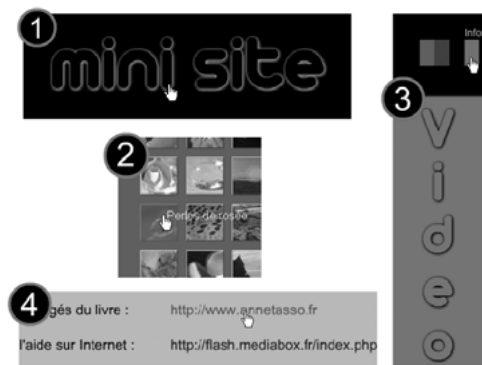 1
mini site
2
Perles de rosée
Info
3
Video
4
gés du livre : http://www.annetasso.fr
l'aide sur Internet : http://flash.mediabox.fr/index.php